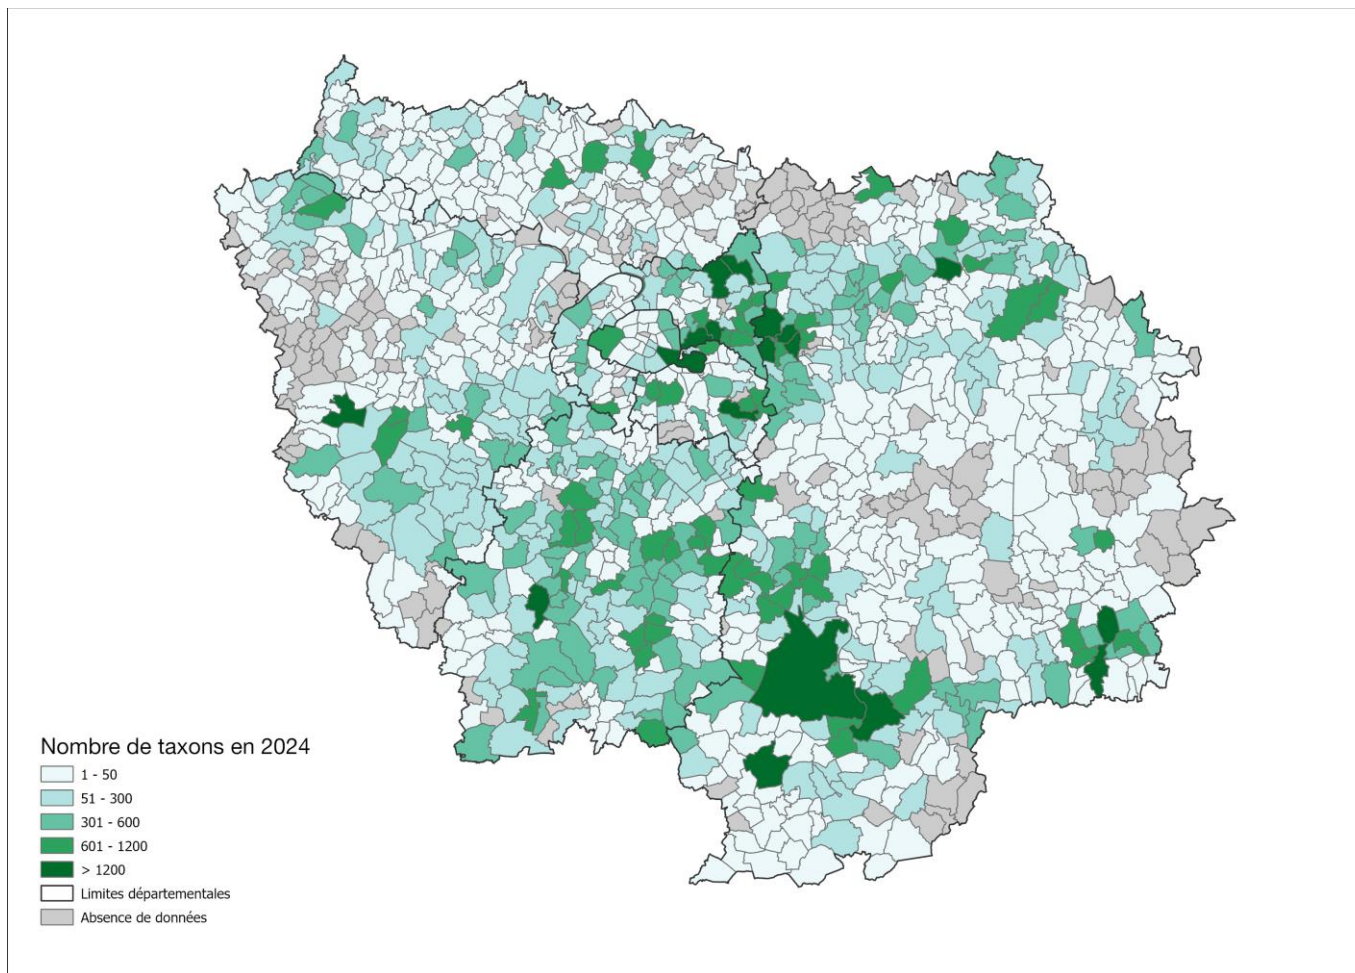 Nombre de taxons en 2024
1 - 50
51 - 300
301 - 600
601 - 1200
> 1200
Limites départementales
Absence de données